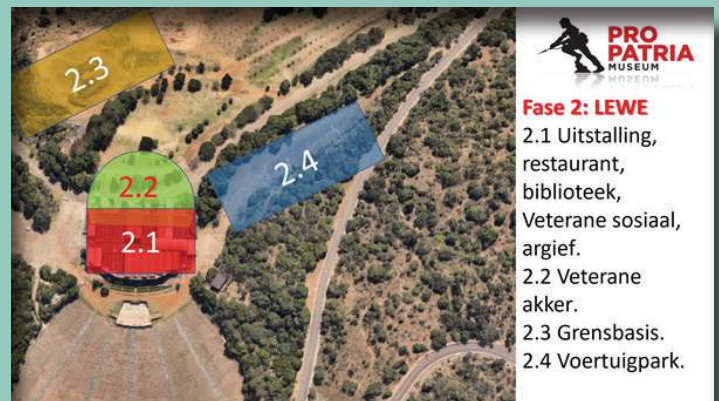 2.3
2.4
2.2
2.1
PRO
PATRIA
MUSEUM
Fase 2: LEWE
2.1 Uitstalling,
restaurant,
biblioteek,
Veterane sosiaal,
argief.
2.2 Veterane
akker.
2.3 Grensbasis.
2.4 Voertuigpark.